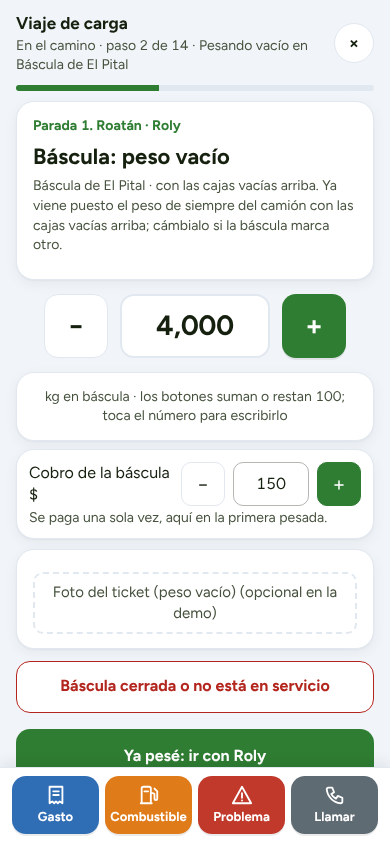 Viaje de carga
En el camino · paso 2 de 14 · Pesando vacío en
Báscula de El Pital
×
Parada 1. Roatán · Roly
Báscula: peso vacío
Báscula de El Pital · con las cajas vacías arriba. Ya
viene puesto el peso de siempre del camión con las
cajas vacías arriba; cámbialo si la báscula marca
otro.
− 4,000 +
kg en báscula · los botones suman o restan 100;
toca el número para escribirlo
Cobro de la báscula
$
− 150 +
Se paga una sola vez, aquí en la primera pesada.
Foto del ticket (peso vacío) (opcional en la
demo)
Báscula cerrada o no está en servicio
Ya pesé: ir con Roly
Gasto Combustible Problema Llamar